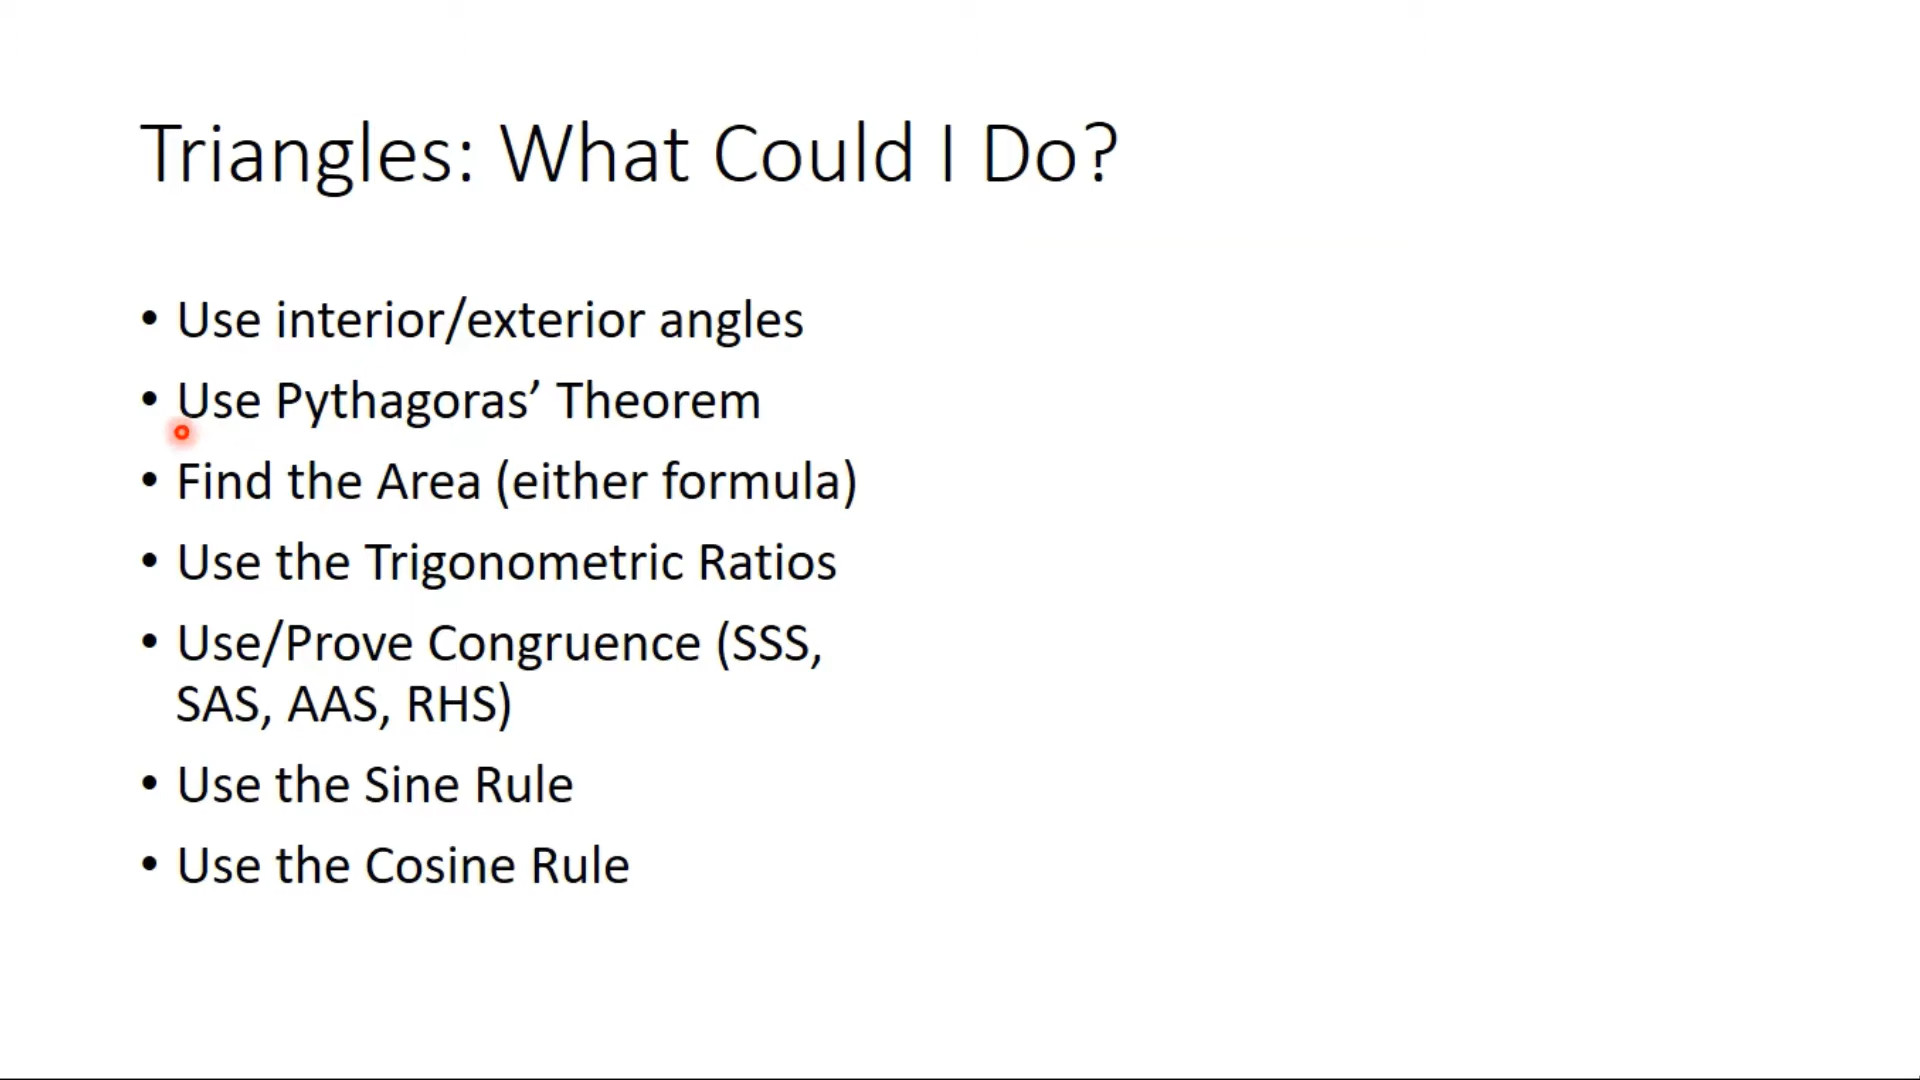 Triangles: What Could I Do?
• Use interior/exterior angles
• Use Pythagoras’ Theorem
• Find the Area (either formula)
• Use the Trigonometric Ratios
• Use/Prove Congruence (SSS,
SAS, AAS, RHS)
• Use the Sine Rule
• Use the Cosine Rule